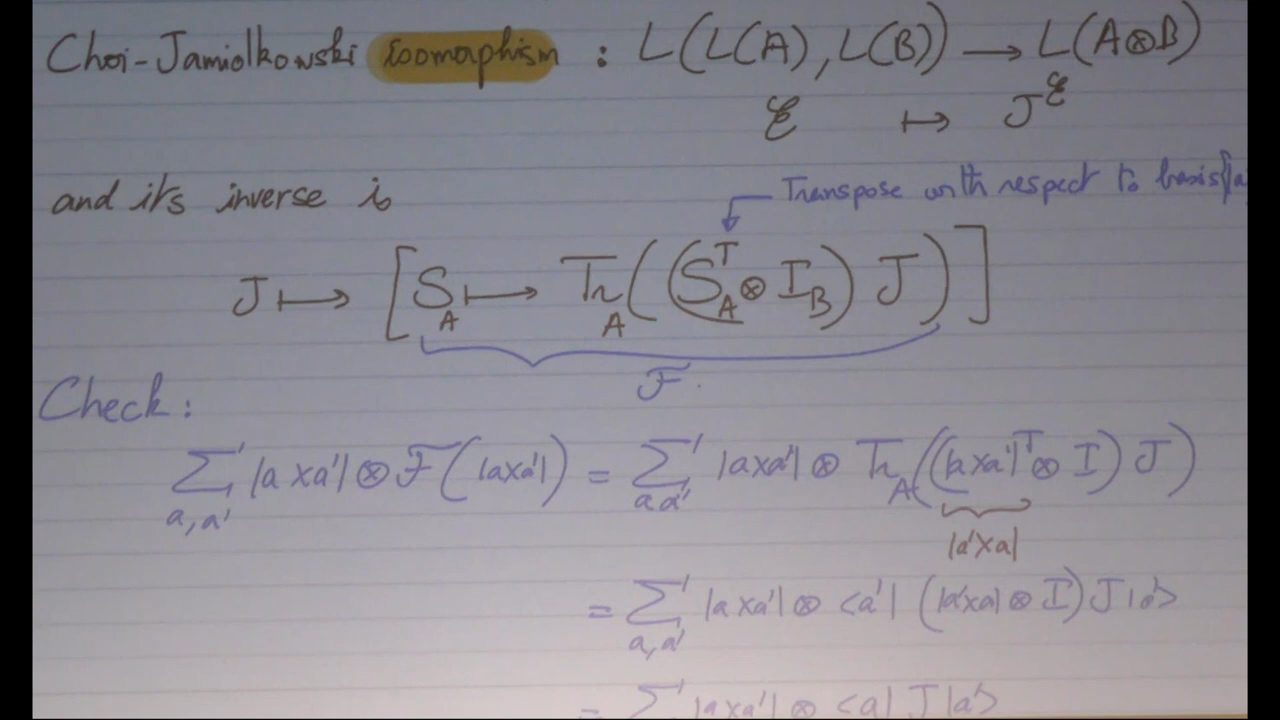 Choi-Jamiolkowski Isomorphism : L(L(A), L(B)) → L(A⊗B)
ℰ ↦ J^ℰ
and its inverse is
Transpose with respect to basis
J ↦ [S_A ↦ Tr_A((S_A^T ⊗ I_B) J)]
ℱ
Check:
∑_{a,a'} |a×a'| ⊗ ℱ(|a×a'|) = ∑_{a,a'} |a×a'| ⊗ Tr_A((|a×a'|^T ⊗ I) J)
|a'×a|
= ∑_{a,a'} |a×a'| ⊗ <a'| (|a'×a| ⊗ I) J |a'>
= ∑ |a×a'| ⊗ <a| J |a'>